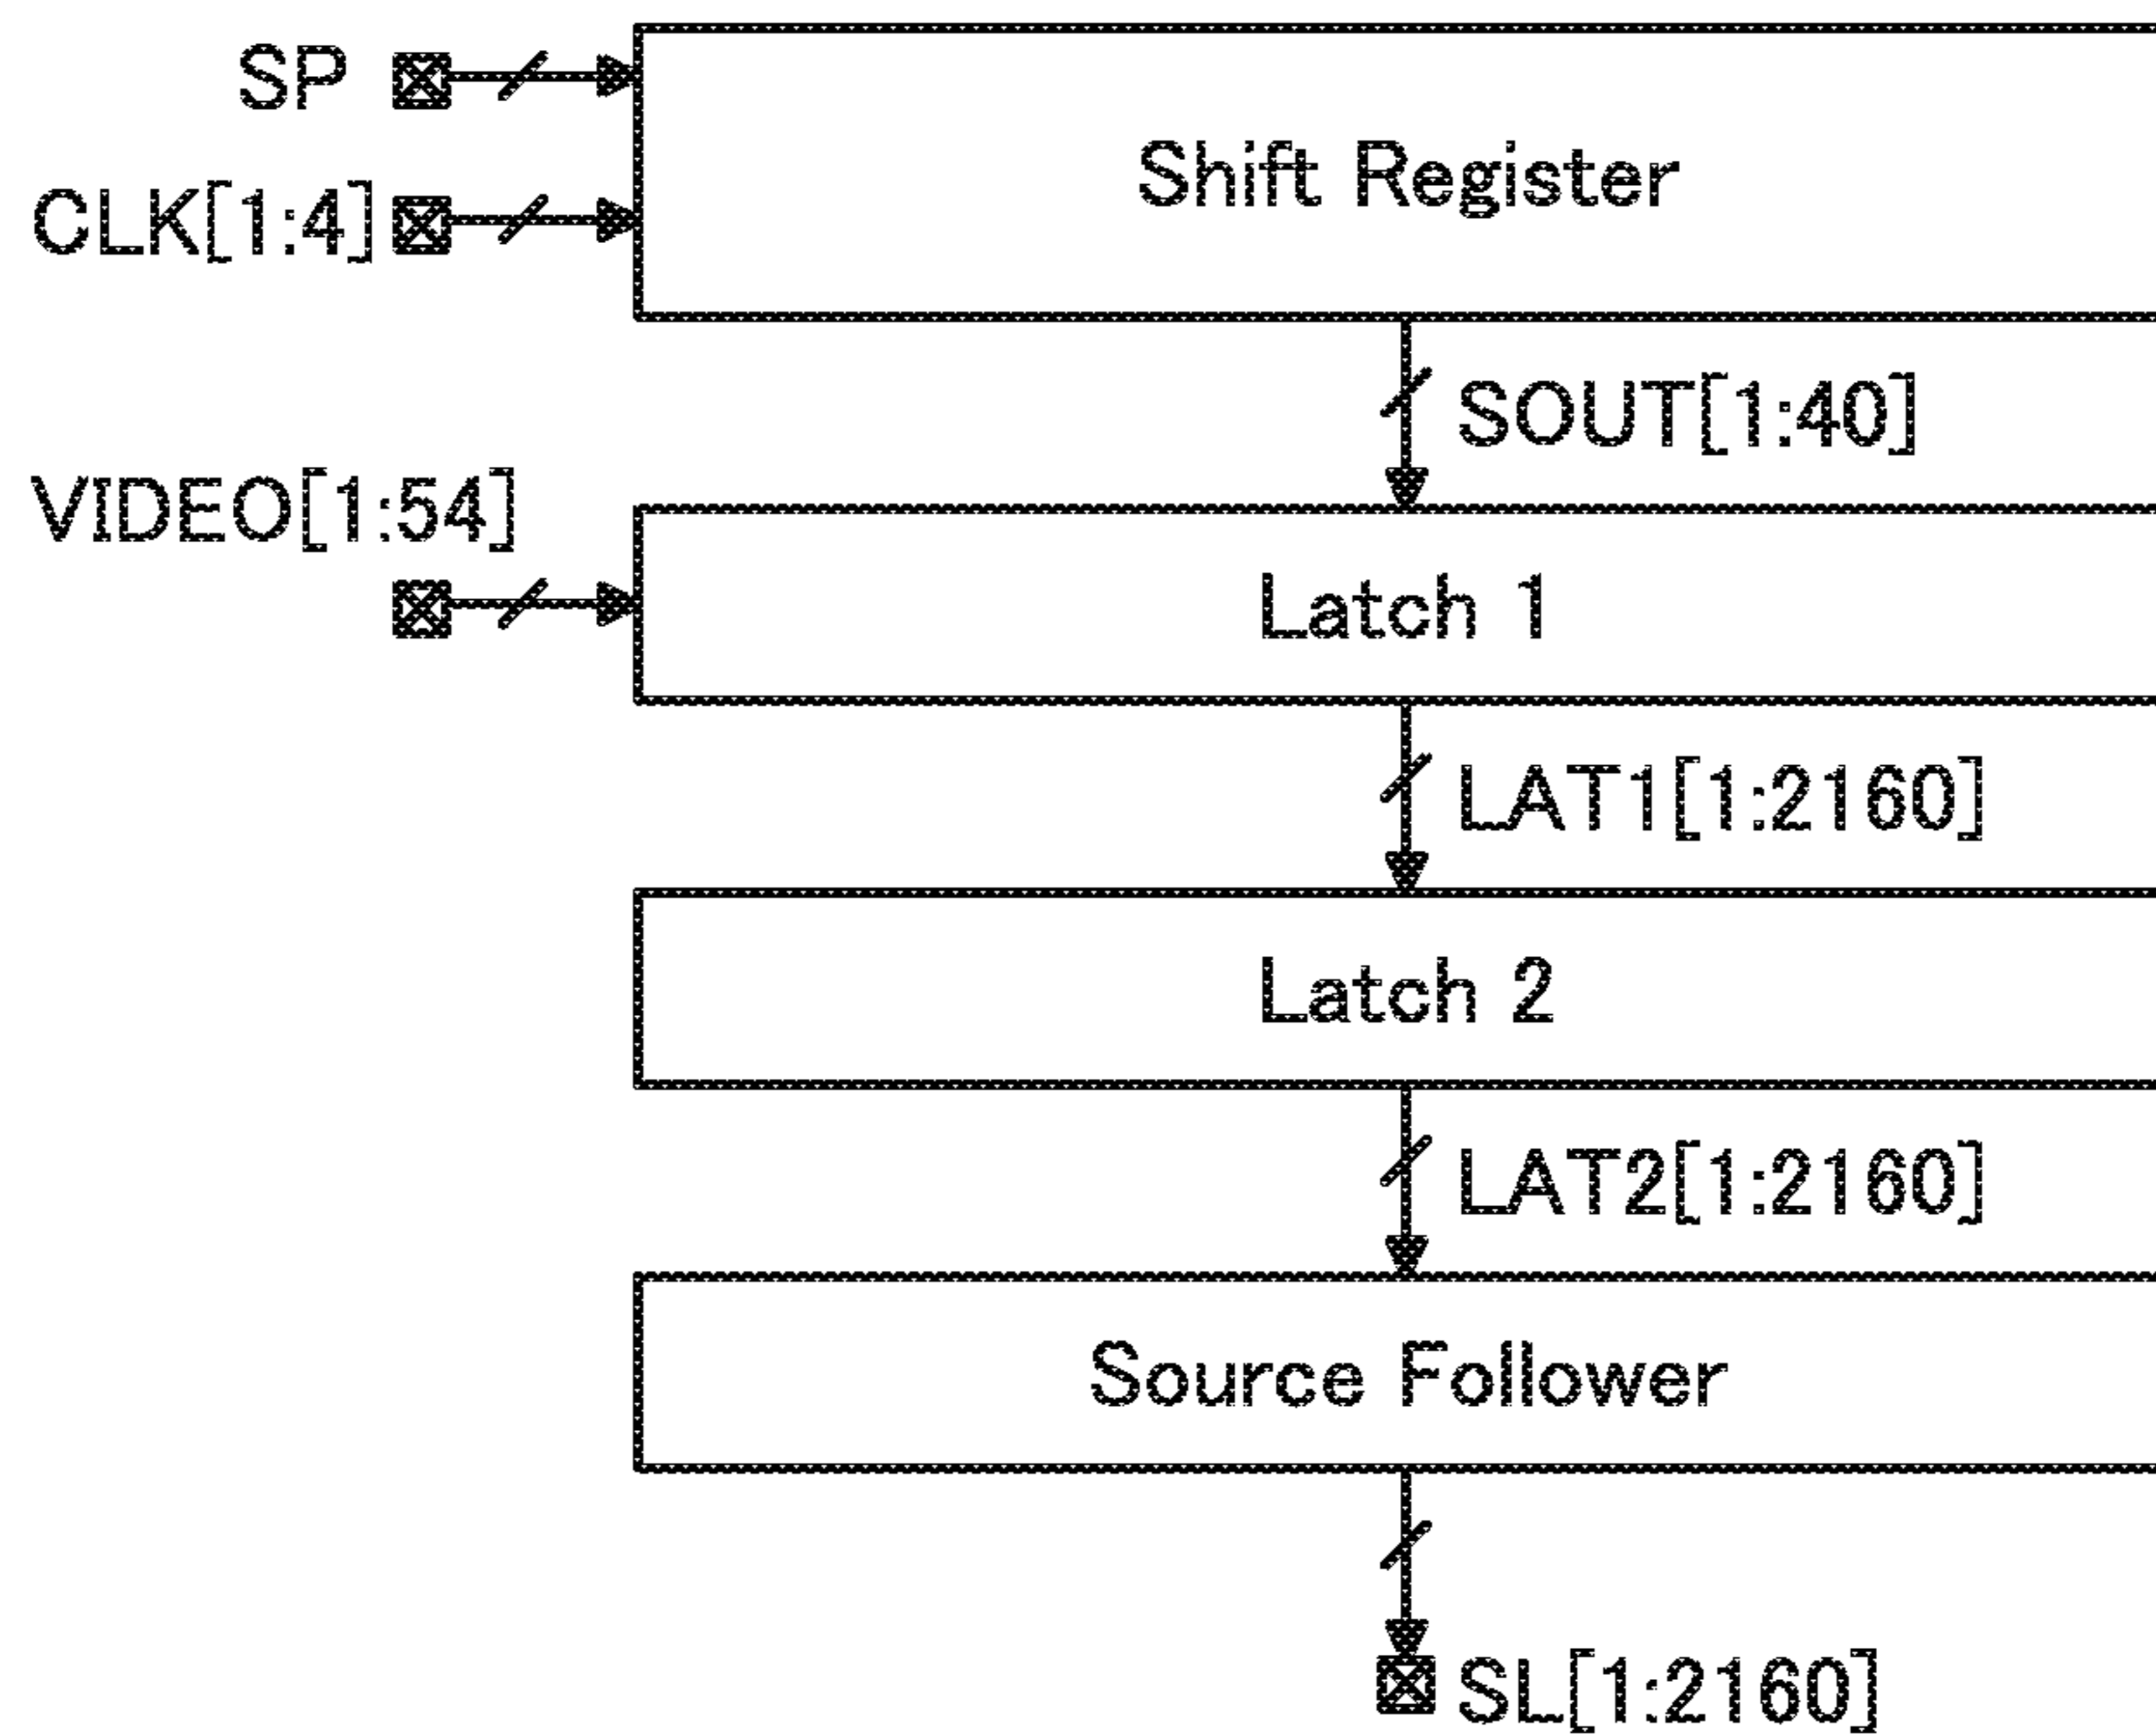 SP
Shift Register
CLK[1:4]
SOUT[1:40]
VIDEO[1:54]
Latch 1
LAT1[1:2160]
Latch 2
LAT2[1:2160]
Source Follower
SL[1:2160]